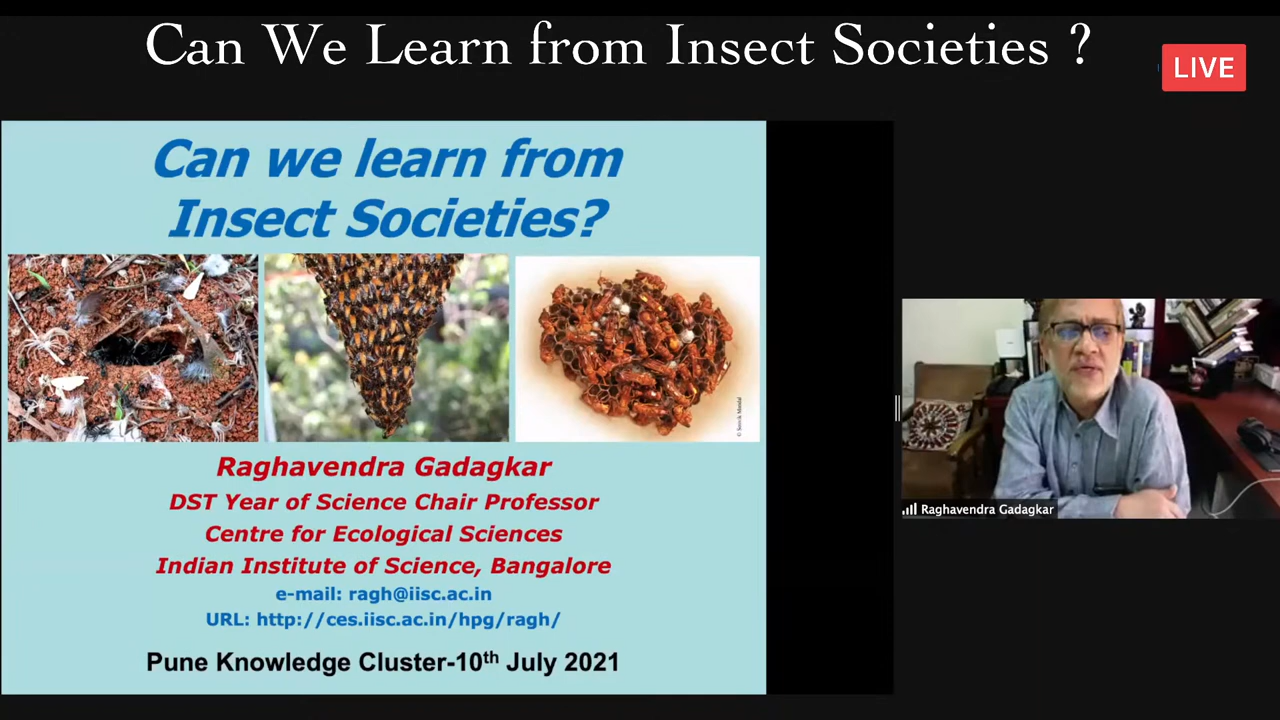 Can We Learn from Insect Societies ?
LIVE
Can we learn from
Insect Societies?
Raghavendra Gadagkar
DST Year of Science Chair Professor
Centre for Ecological Sciences
Indian Institute of Science, Bangalore
e-mail: ragh@iisc.ac.in
URL: http://ces.iisc.ac.in/hpg/ragh/
Pune Knowledge Cluster-10th July 2021
Raghavendra Gadagkar